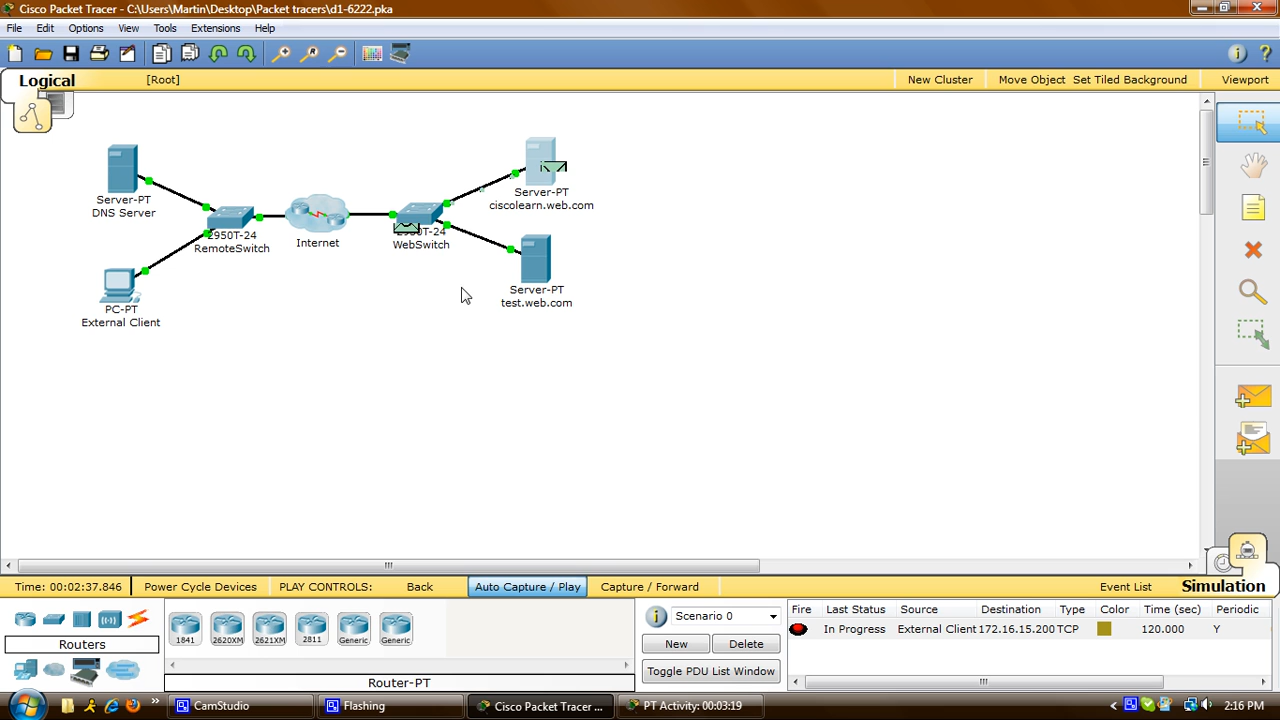 Cisco Packet Tracer - C:\Users\Martin\Desktop\Packet tracers\d1-6222.pka
File Edit Options View Tools Extensions Help
Logical [Root] New Cluster Move Object Set Tiled Background Viewport
Server-PT
DNS Server
2950T-24
RemoteSwitch
Internet
2950T-24
WebSwitch
Server-PT
ciscolearn.web.com
Server-PT
test.web.com
PC-PT
External Client
Time: 00:02:37.846 Power Cycle Devices PLAY CONTROLS: Back Auto Capture / Play Capture / Forward Event List Simulation
Routers
1841 2620XM 2621XM 2811 Generic Generic
Router-PT
Scenario 0
New Delete
Toggle PDU List Window
Fire Last Status Source Destination Type Color Time (sec) Periodic
In Progress External Client 172.16.15.200 TCP 120.000 Y
CamStudio Flashing Cisco Packet Tracer ... PT Activity: 00:03:19 2:16 PM